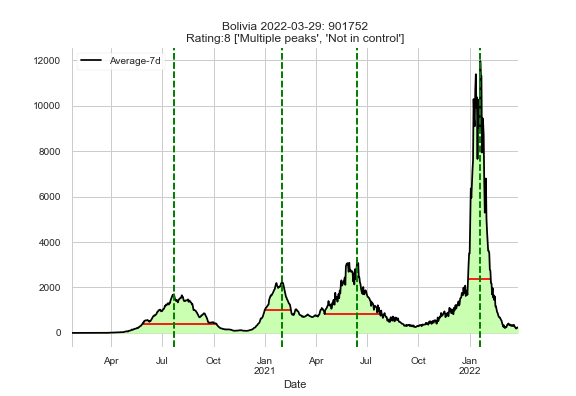 Bolivia 2022-03-29: 901752
Rating:8 ['Multiple peaks', 'Not in control']
Average-7d
12000
10000
8000
6000
4000
2000
0
Apr Jul Oct Jan Apr Jul Oct Jan
2021 2022
Date